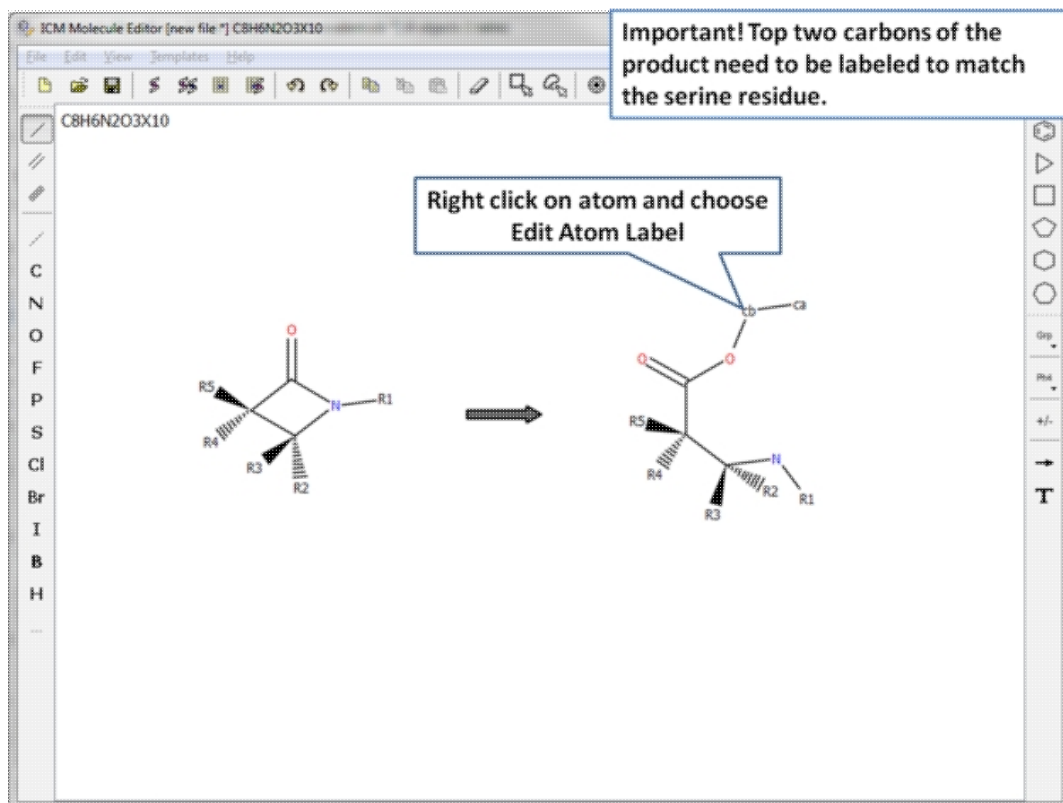 ICM Molecule Editor [new file *] C8H6N2O3X10
Important! Top two carbons of the
product need to be labeled to match
the serine residue.
File Edit View Templates Help
C8H6N2O3X10
Right click on atom and choose
Edit Atom Label
C
N
O
F
P
S
Cl
Br
I
B
H
...
cb
ca
O
O
O
R5
R4
N
R1
R3
R2
R5
R4
N
R2
R3
R1
Grp
Ph4
+/-
T